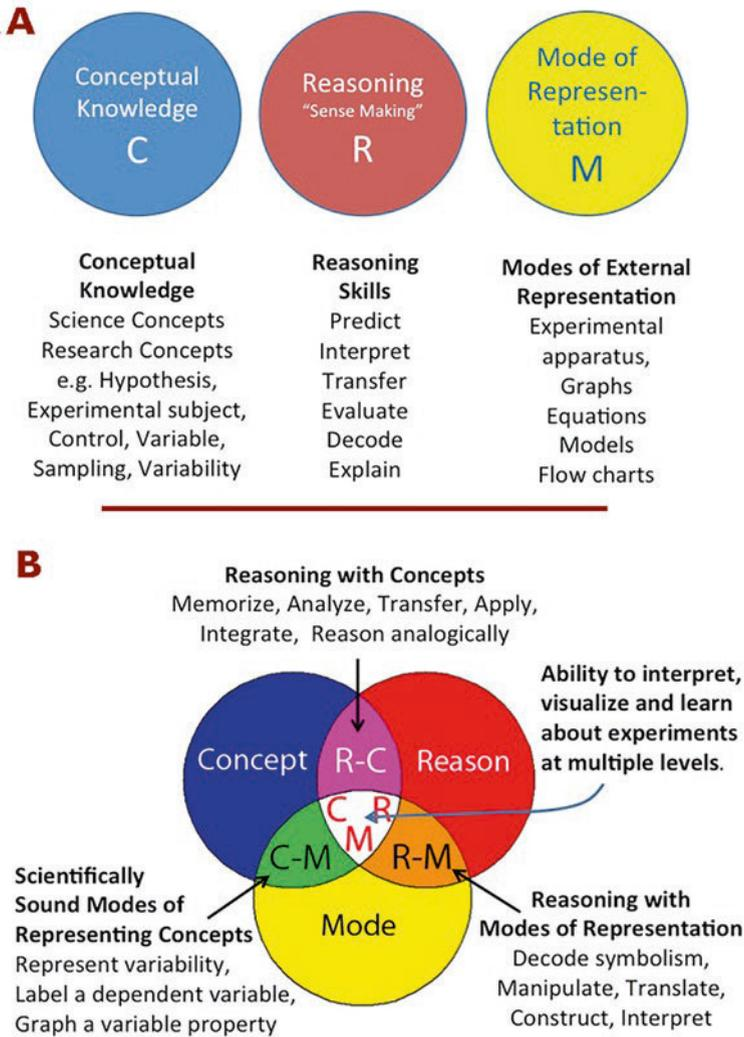 A
Conceptual
Knowledge
C
Reasoning
“Sense Making”
R
Mode of
Represen-
tation
M
Conceptual
Knowledge
Science Concepts
Research Concepts
e.g. Hypothesis,
Experimental subject,
Control, Variable,
Sampling, Variability
Reasoning
Skills
Predict
Interpret
Transfer
Evaluate
Decode
Explain
Modes of External
Representation
Experimental
apparatus,
Graphs
Equations
Models
Flow charts
B
Reasoning with Concepts
Memorize, Analyze, Transfer, Apply,
Integrate, Reason analogically
Ability to interpret,
visualize and learn
about experiments
at multiple levels.
Concept
R-C
Reason
C R
M
C-M
R-M
Mode
Scientifically
Sound Modes of
Representing Concepts
Represent variability,
Label a dependent variable,
Graph a variable property
Reasoning with
Modes of Representation
Decode symbolism,
Manipulate, Translate,
Construct, Interpret